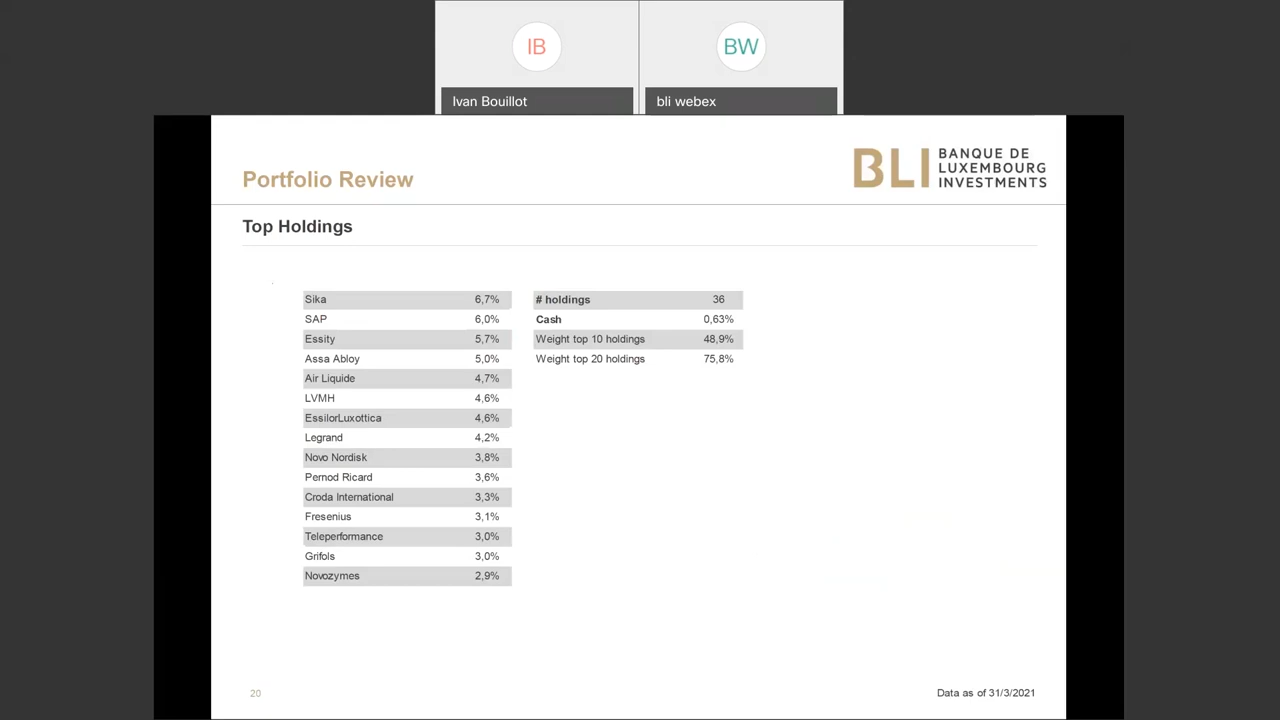 IB
BW
Ivan Bouillot
bli webex
Portfolio Review
BLI BANQUE DE
LUXEMBOURG
INVESTMENTS
Top Holdings
Sika 6,7%
SAP 6,0%
Essity 5,7%
Assa Abloy 5,0%
Air Liquide 4,7%
LVMH 4,6%
EssilorLuxottica 4,6%
Legrand 4,2%
Novo Nordisk 3,8%
Pernod Ricard 3,6%
Croda International 3,3%
Fresenius 3,1%
Teleperformance 3,0%
Grifols 3,0%
Novozymes 2,9%
# holdings 36
Cash 0,63%
Weight top 10 holdings 48,9%
Weight top 20 holdings 75,8%
20
Data as of 31/3/2021